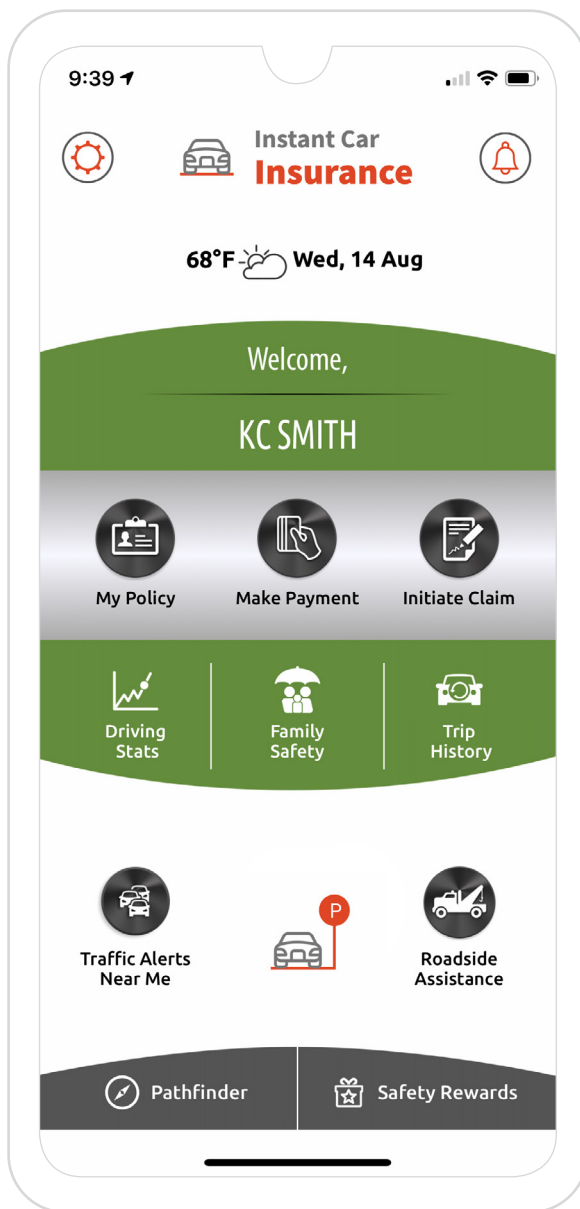 9:39
Instant Car
Insurance
68°F Wed, 14 Aug
Welcome,
KC SMITH
My Policy Make Payment Initiate Claim
Driving Family Trip
Stats Safety History
P
Traffic Alerts Roadside
Near Me Assistance
Pathfinder Safety Rewards